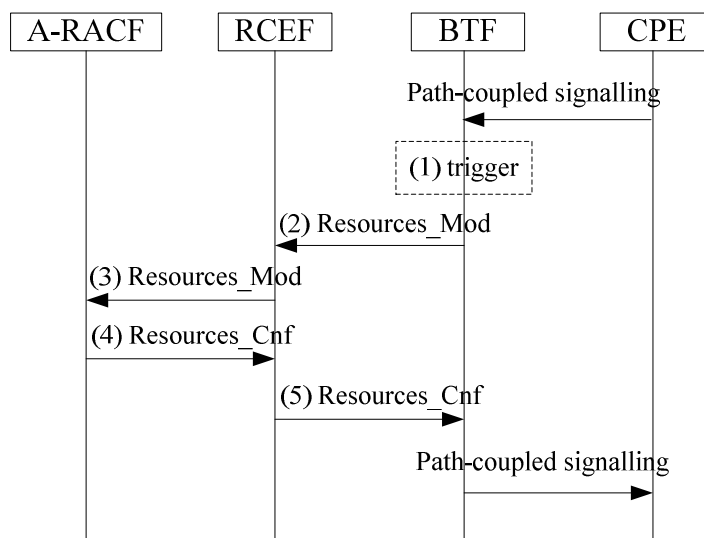 A-RACF RCEF BTF CPE
Path-coupled signalling
(1) trigger
(2) Resources_Mod
(3) Resources_Mod
(4) Resources_Cnf
(5) Resources_Cnf
Path-coupled signalling